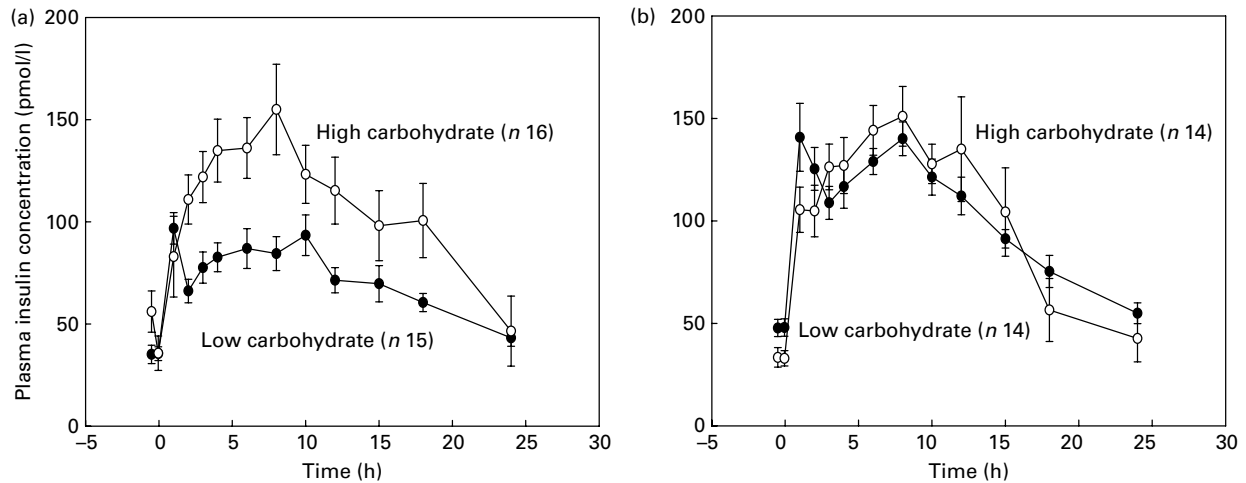 (a)
200
150
100
50
0
Plasma insulin concentration (pmol/l)
High carbohydrate (n 16)
Low carbohydrate (n 15)
–5 0 5 10 15 20 25 30
Time (h)
(b)
200
150
100
50
0
High carbohydrate (n 14)
Low carbohydrate (n 14)
–5 0 5 10 15 20 25 30
Time (h)